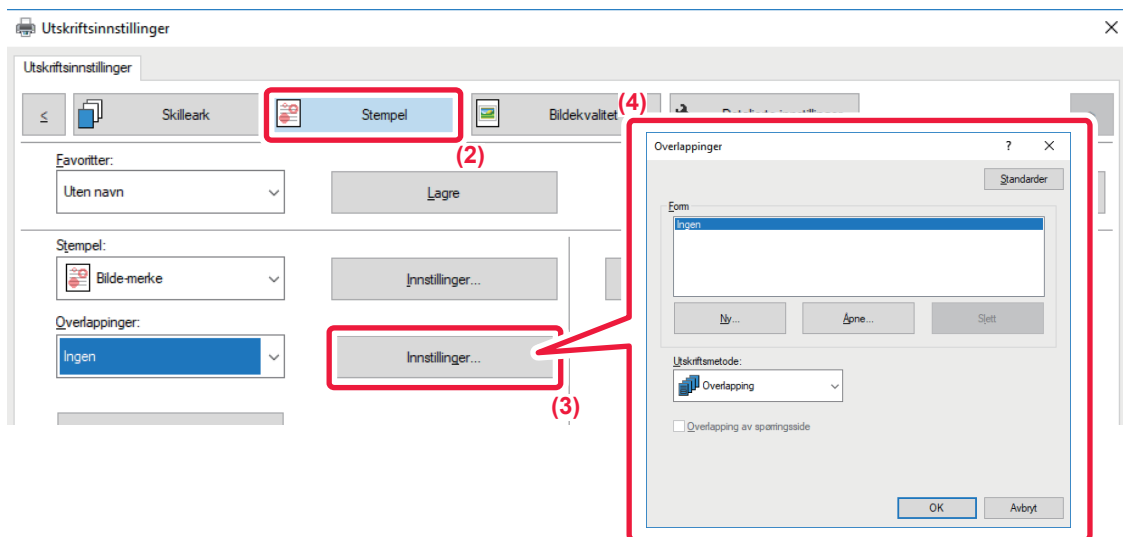 Utskriftsinnstillinger
Utskriftsinnstillinger
< Skilleark Stempel Bildekvalitet
(4)
(2)
Favoritter:
Uten navn Lagre
Stempel:
Bilde-merke Innstillinger...
Overlappinger:
Ingen Innstillinger...
(3)
Overlappinger ?
Standarder
Form
Ingen
Ny... Åpne... Slett
Utskriftsmetode:
Overlapping
Overlapping av spørringsside
OK Avbryt